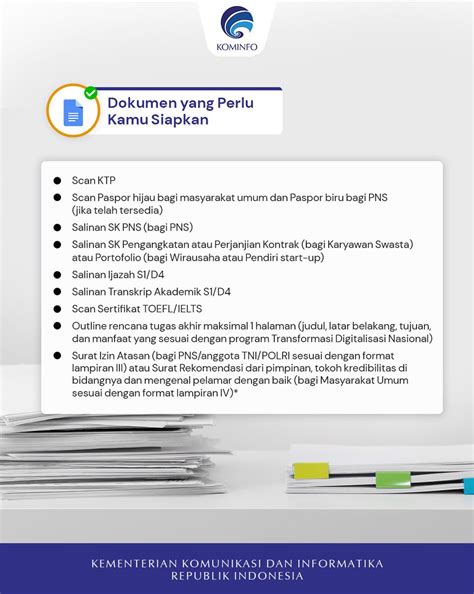 KOMINFO
Dokumen yang Perlu
Kamu Siapkan
Scan KTP
Scan Paspor hijau bagi masyarakat umum dan Paspor biru bagi PNS
(jika telah tersedia)
Salinan SK PNS (bagi PNS)
Salinan SK Pengangkatan atau Perjanjian Kontrak (bagi Karyawan Swasta)
atau Portofolio (bagi Wirausaha atau Pendiri start-up)
Salinan Ijazah S1/D4
Salinan Transkrip Akademik S1/D4
Scan Sertifikat TOEFL/IELTS
Outline rencana tugas akhir maksimal 1 halaman (judul, latar belakang, tujuan,
dan manfaat yang sesuai dengan program Transformasi Digitalisasi Nasional)
Surat Izin Atasan (bagi PNS/anggota TNI/POLRI sesuai dengan format
lampiran III) atau Surat Rekomendasi dari pimpinan, tokoh kredibilitas di
bidangnya dan mengenal pelamar dengan baik (bagi Masyarakat Umum
sesuai dengan format lampiran IV)*
KEMENTERIAN KOMUNIKASI DAN INFORMATIKA
REPUBLIK INDONESIA